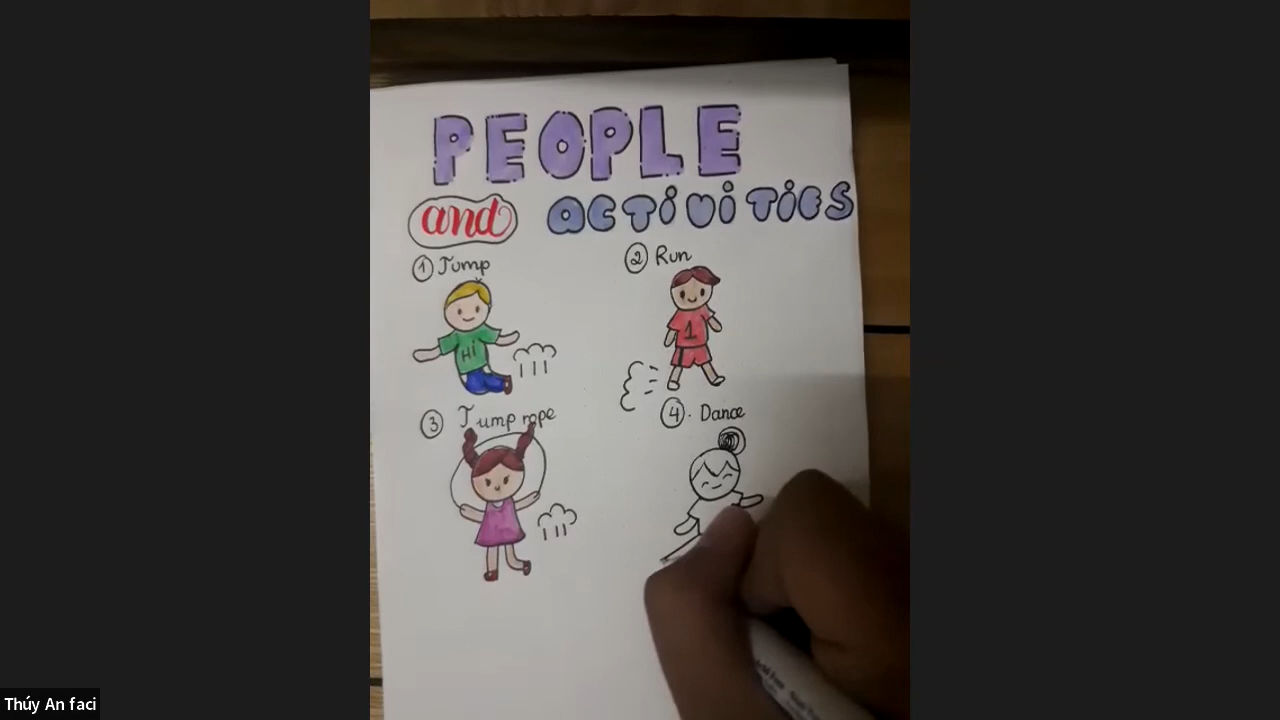 PEOPLE
and ACTIVITIES
① Jump
② Run
Hi
1
③ Jump rope
④. Dance
Thúy An faci